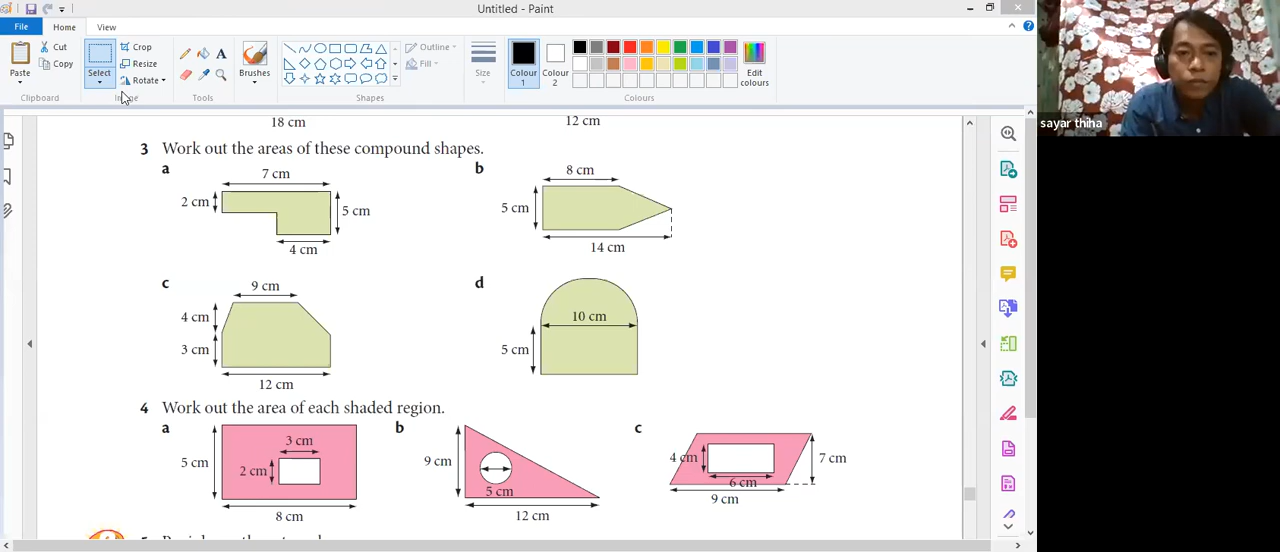 Untitled - Paint
File
Home
View
Paste
Cut
Copy
Clipboard
Select
Crop
Resize
Rotate
Tools
Brushes
Shapes
Outline
Fill
Size
Colour 1
Colour 2
Edit colours
Colours
sayar thiha
18 cm
12 cm
3 Work out the areas of these compound shapes.
a
7 cm
2 cm
5 cm
4 cm
b
8 cm
5 cm
14 cm
c
9 cm
4 cm
3 cm
12 cm
d
10 cm
5 cm
4 Work out the area of each shaded region.
a
3 cm
5 cm
2 cm
8 cm
b
9 cm
5 cm
12 cm
c
4 cm
7 cm
6 cm
9 cm